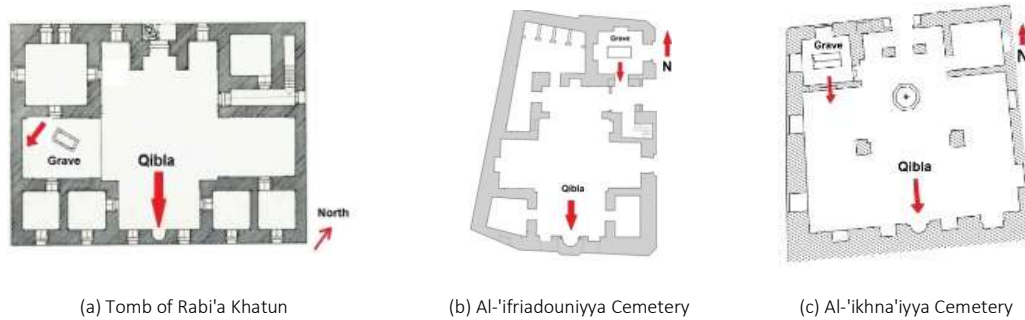 Grave
Qibla
North
Grave
N
Qibla
Grave
N
Qibla
(a) Tomb of Rabi'a Khatun
(b) Al-'ifriadouniyya Cemetery
(c) Al-'ikhna'iyya Cemetery